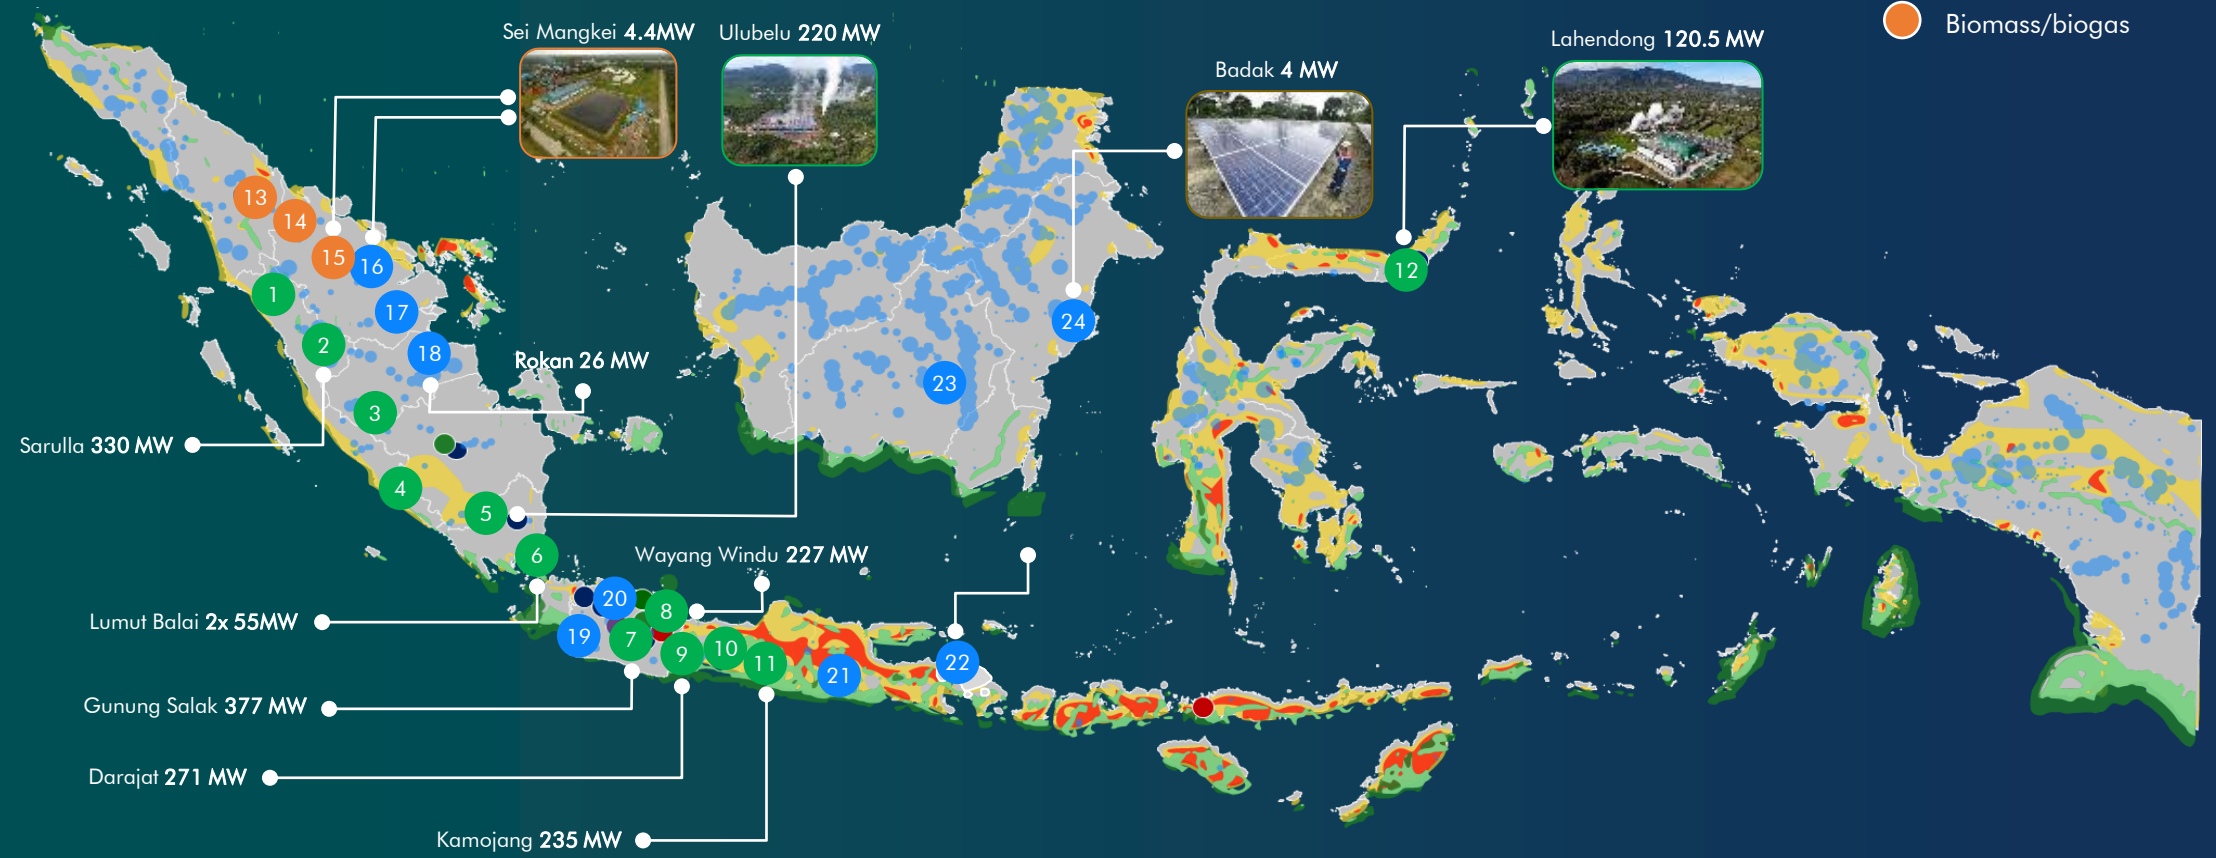 Sei Mangkei 4.4MW
Ulubelu 220 MW
Lahendong 120.5 MW
Biomass/biogas
Badak 4 MW
13
14
15
16
12
1
17
24
2
18
Rokan 26 MW
23
3
Sarulla 330 MW
4
5
6
Wayang Windu 227 MW
20
8
Lumut Balai 2x 55MW
19
7
9
10
11
21
22
Gunung Salak 377 MW
Darajat 271 MW
Kamojang 235 MW